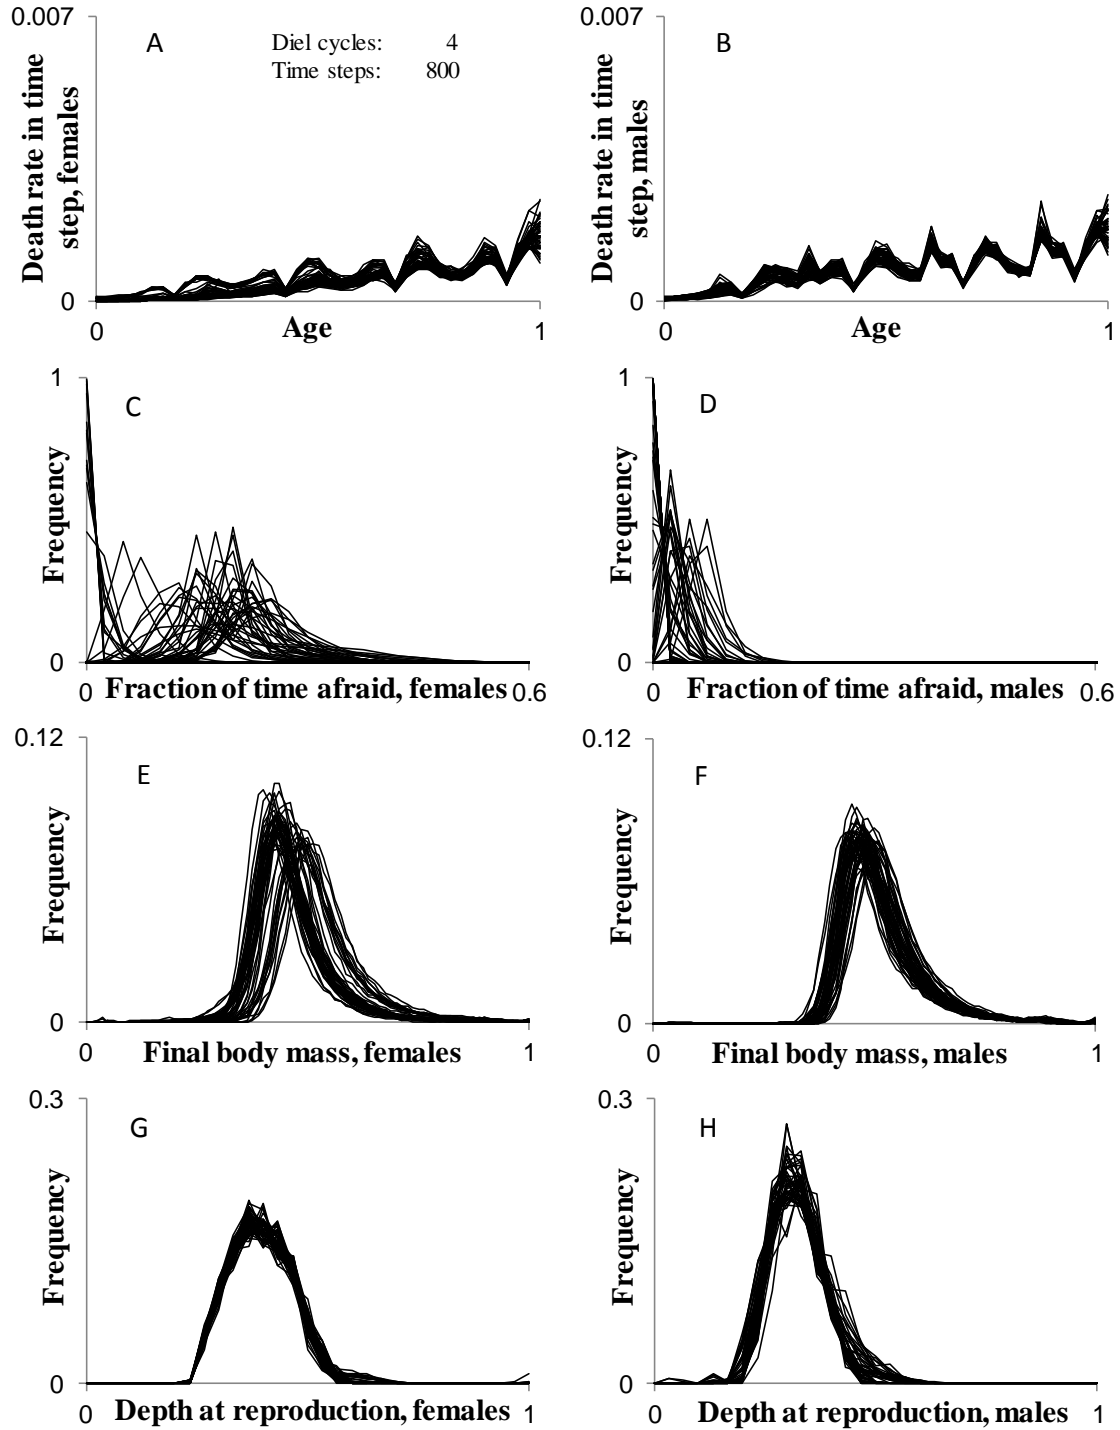 0.007
A
Diel cycles: 4
Time steps: 800
Death rate in time
step, females
0
0
Age
1
0.007
B
Death rate in time
step, males
0
0
Age
1
1
C
Frequency
0
0
Fraction of time afraid, females
0.6
1
D
Frequency
0
0
Fraction of time afraid, males
0.6
0.12
E
Frequency
0
0
Final body mass, females
1
0.12
F
Frequency
0
0
Final body mass, males
1
0.3
G
Frequency
0
0
Depth at reproduction, females
1
0.3
H
Frequency
0
0
Depth at reproduction, males
1